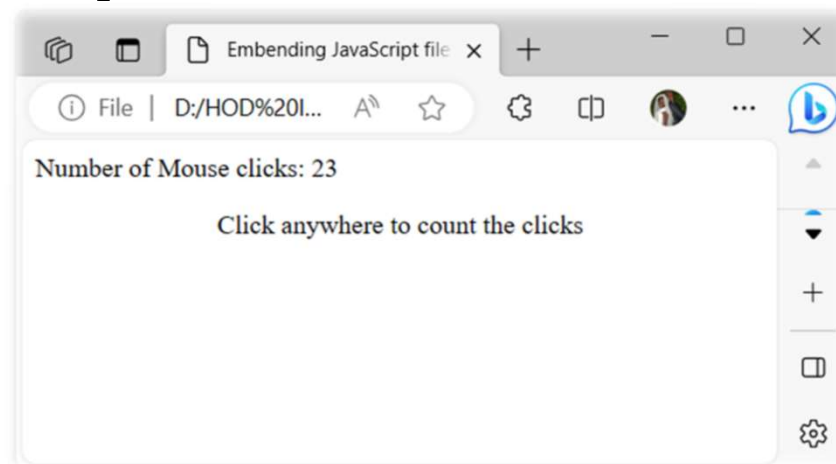 Embending JavaScript file
File | D:/HOD%20I...
Number of Mouse clicks: 23
Click anywhere to count the clicks